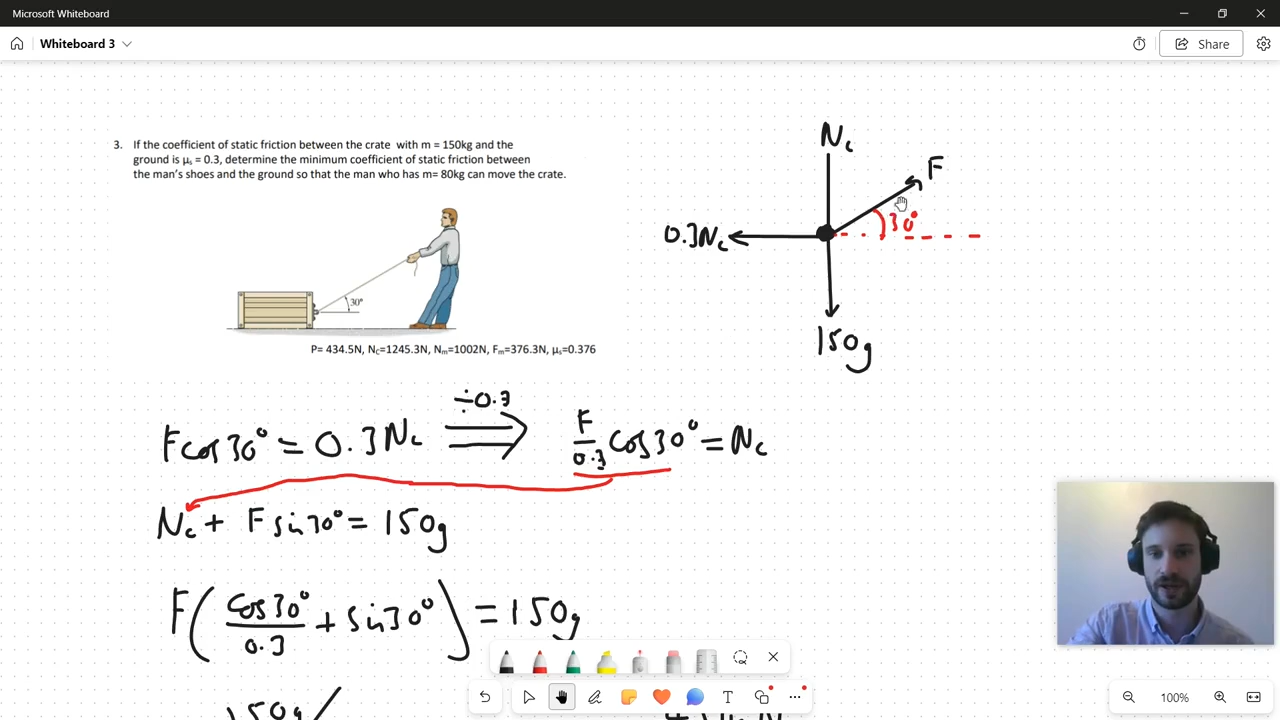 Microsoft Whiteboard
Whiteboard 3
Share
3. If the coefficient of static friction between the crate with m = 150kg and the
ground is μs = 0.3, determine the minimum coefficient of static friction between
the man's shoes and the ground so that the man who has m= 80kg can move the crate.
30°
P= 434.5N, Nc=1245.3N, Nm=1002N, Fm=376.3N, μs=0.376
Nc
F
30°
0.3Nc
150g
÷0.3
Fcos30° = 0.3Nc ⟹ F/0.3 cos30° = Nc
Nc + Fsin30° = 150g
F(cos30°/0.3 + sin30°) = 150g
150g/
100%